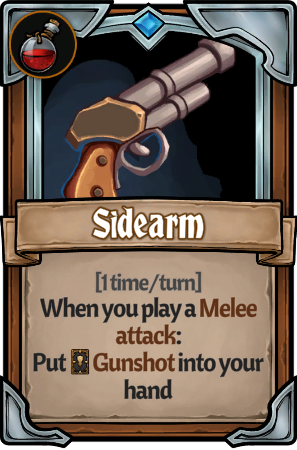 Sidearm
[1 time/turn]
When you play a Melee
attack:
Put Gunshot into your
hand